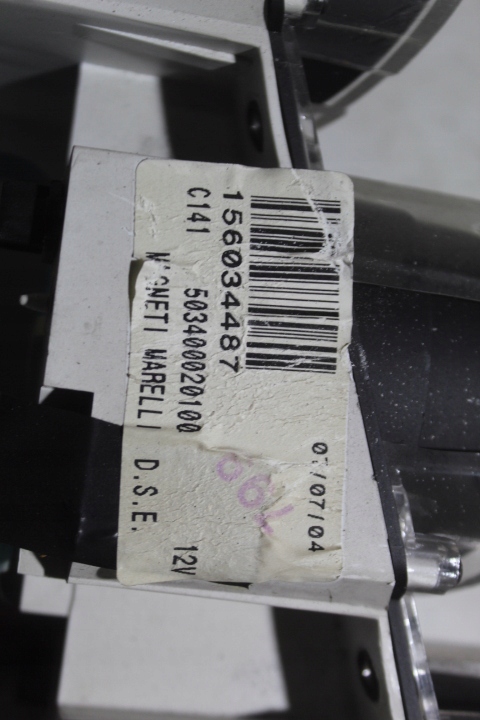 07/07/04
156034487
C141 503400020100
MAGNETI MARELLI D.S.E. 12V